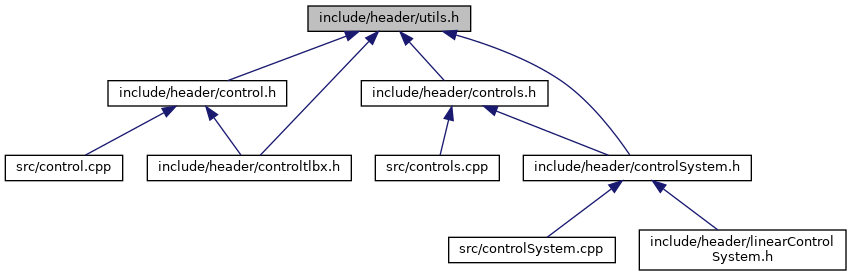 include/header/utils.h
include/header/control.h
include/header/controls.h
src/control.cpp
include/header/controltlbx.h
src/controls.cpp
include/header/controlSystem.h
src/controlSystem.cpp
include/header/linearControl
System.h